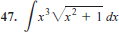 47. ∫x³√(x² + 1) dx